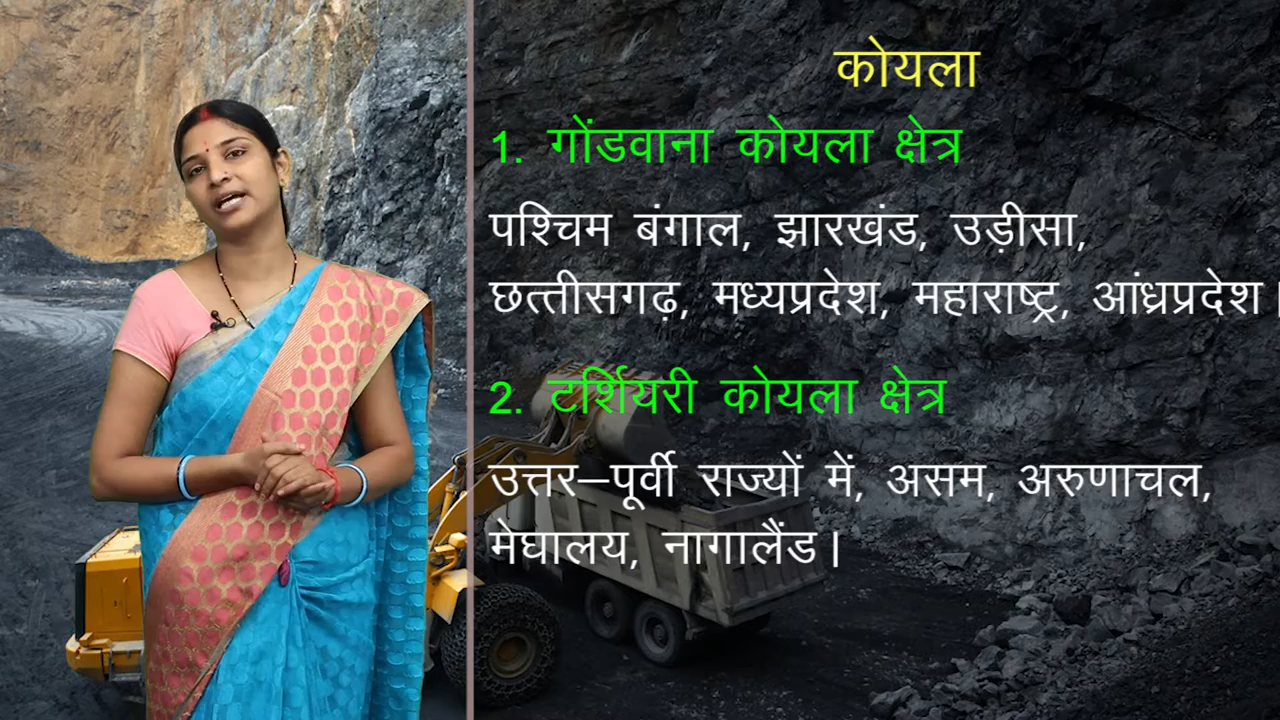 कोयला
1. गोंडवाना कोयला क्षेत्र
पश्चिम बंगाल, झारखंड, उड़ीसा,
छत्तीसगढ़, मध्यप्रदेश, महाराष्ट्र, आंध्रप्रदेश।
2. टर्शियरी कोयला क्षेत्र
उत्तर–पूर्वी राज्यों में, असम, अरुणाचल,
मेघालय, नागालैंड।